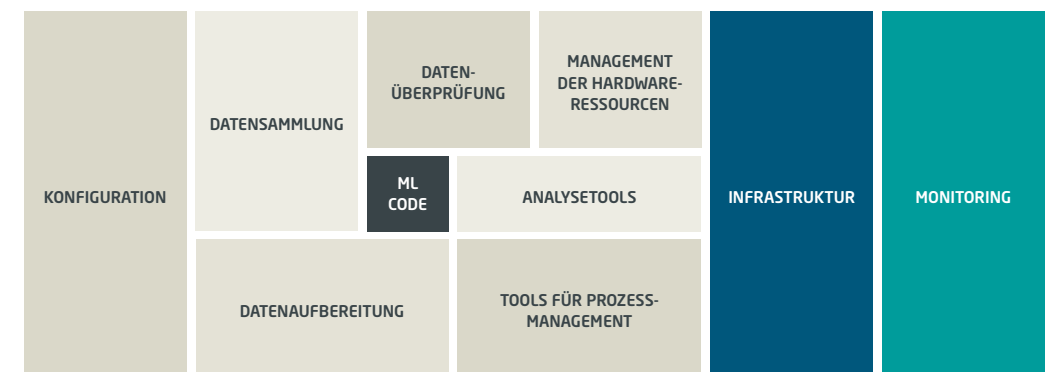 KONFIGURATION
DATENSAMMLUNG
DATEN-
ÜBERPRÜFUNG
MANAGEMENT
DER HARDWARE-
RESSOURCEN
ML
CODE
ANALYSETOOLS
DATENAUFBEREITUNG
TOOLS FÜR PROZESS-
MANAGEMENT
INFRASTRUKTUR
MONITORING